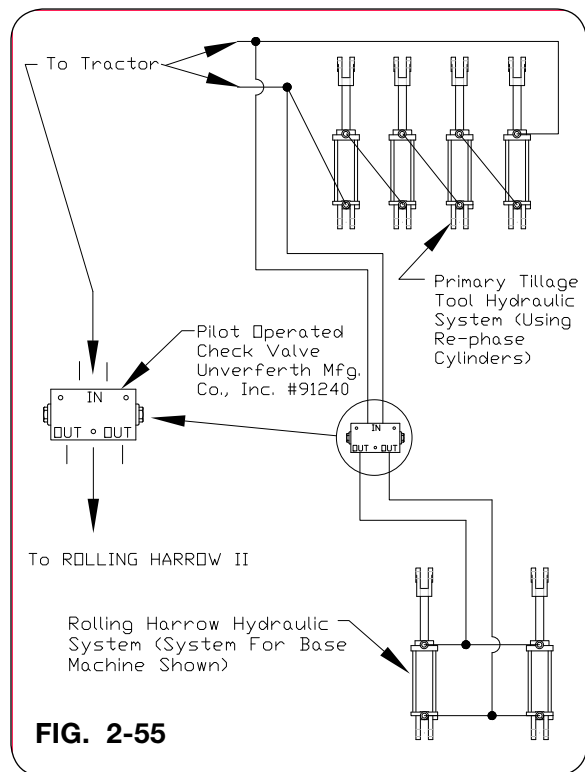 To Tractor
Primary Tillage
Tool Hydraulic
System (Using
Re-phase
Cylinders)
Pilot Operated
Check Valve
Unverferth Mfg.
Co., Inc. #91240
IN
OUT OUT
IN
OUT OUT
To ROLLING HARROW II
Rolling Harrow Hydraulic
System (System For Base
Machine Shown)
FIG. 2-55